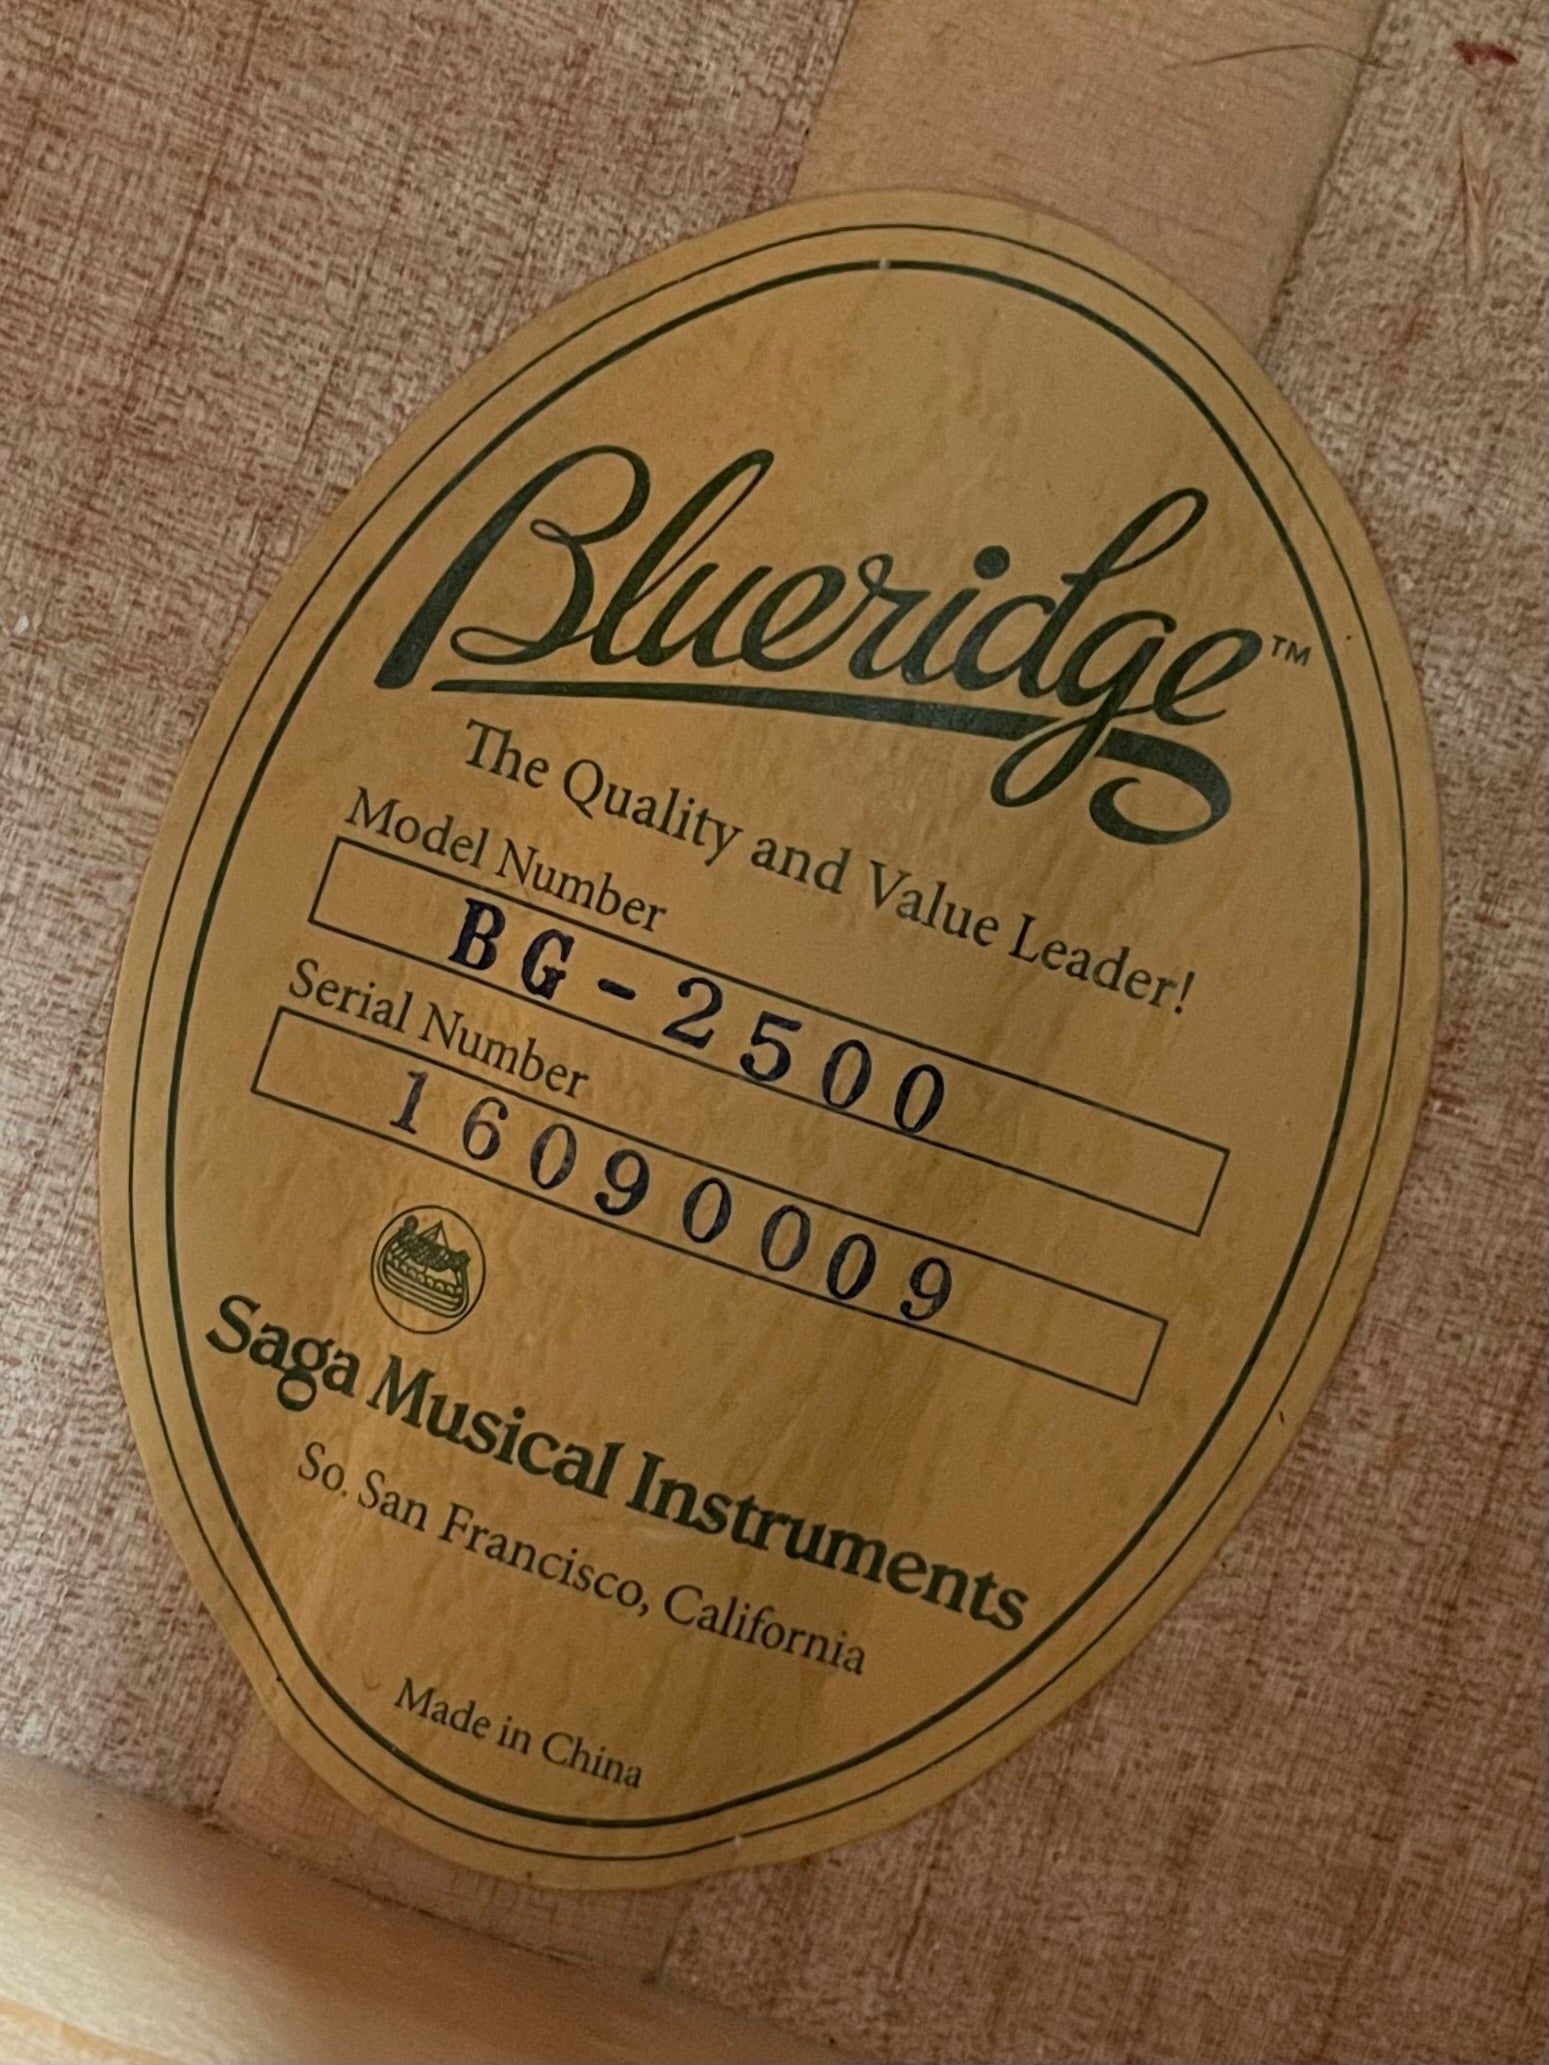 Blueridge™
The Quality and Value Leader!
Model Number
BG-2500
Serial Number
16090009
Saga Musical Instruments
So. San Francisco, California
Made in China